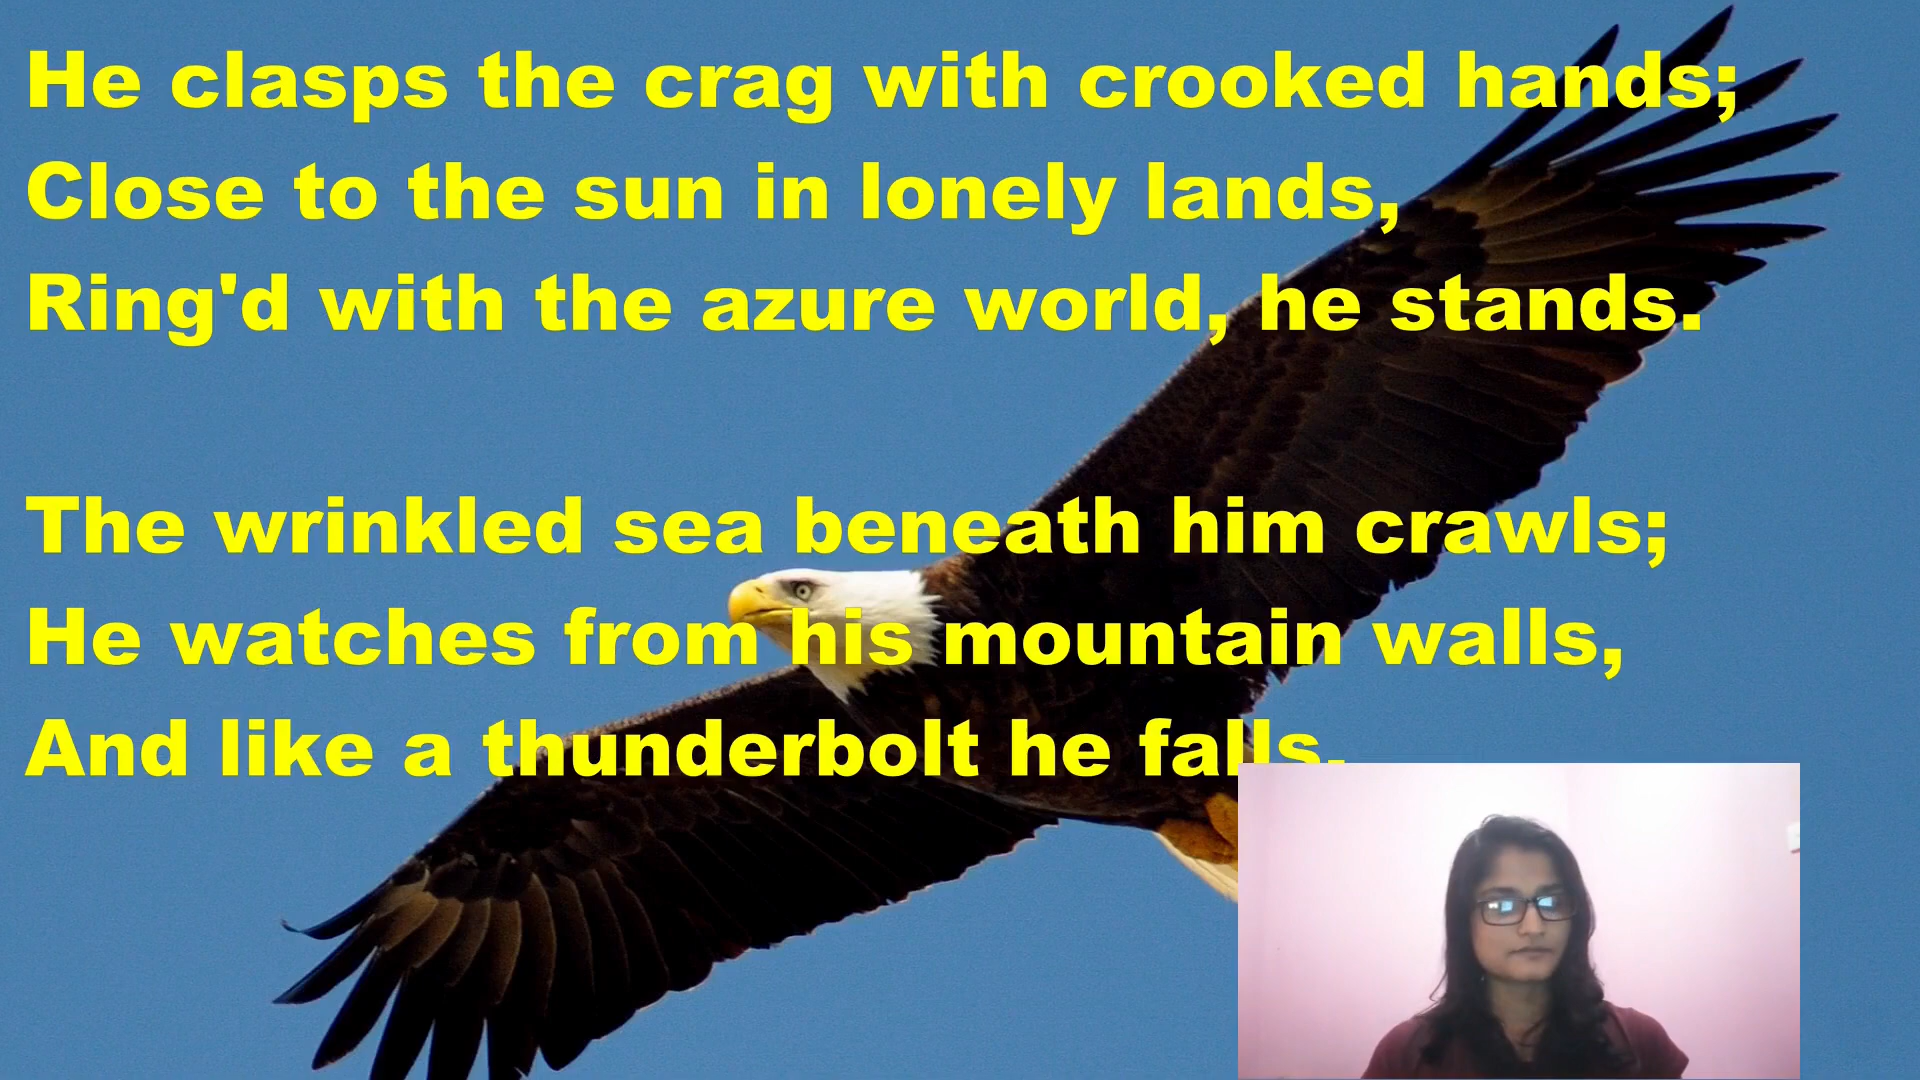 He clasps the crag with crooked hands;
Close to the sun in lonely lands,
Ring'd with the azure world, he stands.
The wrinkled sea beneath him crawls;
He watches from his mountain walls,
And like a thunderbolt he falls.